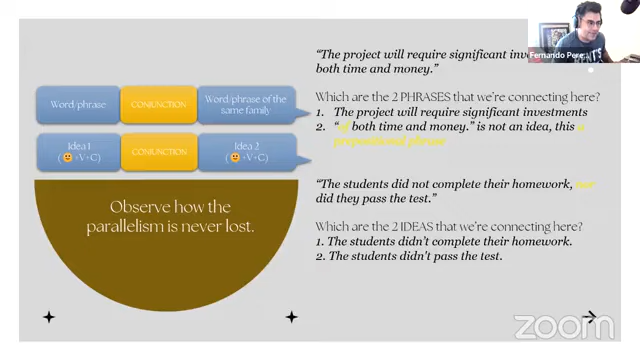 Word/phrase
CONJUNCTION
Word/phrase of the
same family
Idea 1
(🙂+V+C)
CONJUNCTION
Idea 2
(🙂+V+C)
Observe how the
parallelism is never lost.
"The project will require significant
both time and money."
Which are the 2 PHRASES that we're connecting here?
1. The project will require significant investments
2. "of both time and money." is not an idea, this a
prepositional phrase
"The students did not complete their homework, nor
did they pass the test."
Which are the 2 IDEAS that we're connecting here?
1. The students didn't complete their homework.
2. The students didn't pass the test.
Fernando Pere
zoom